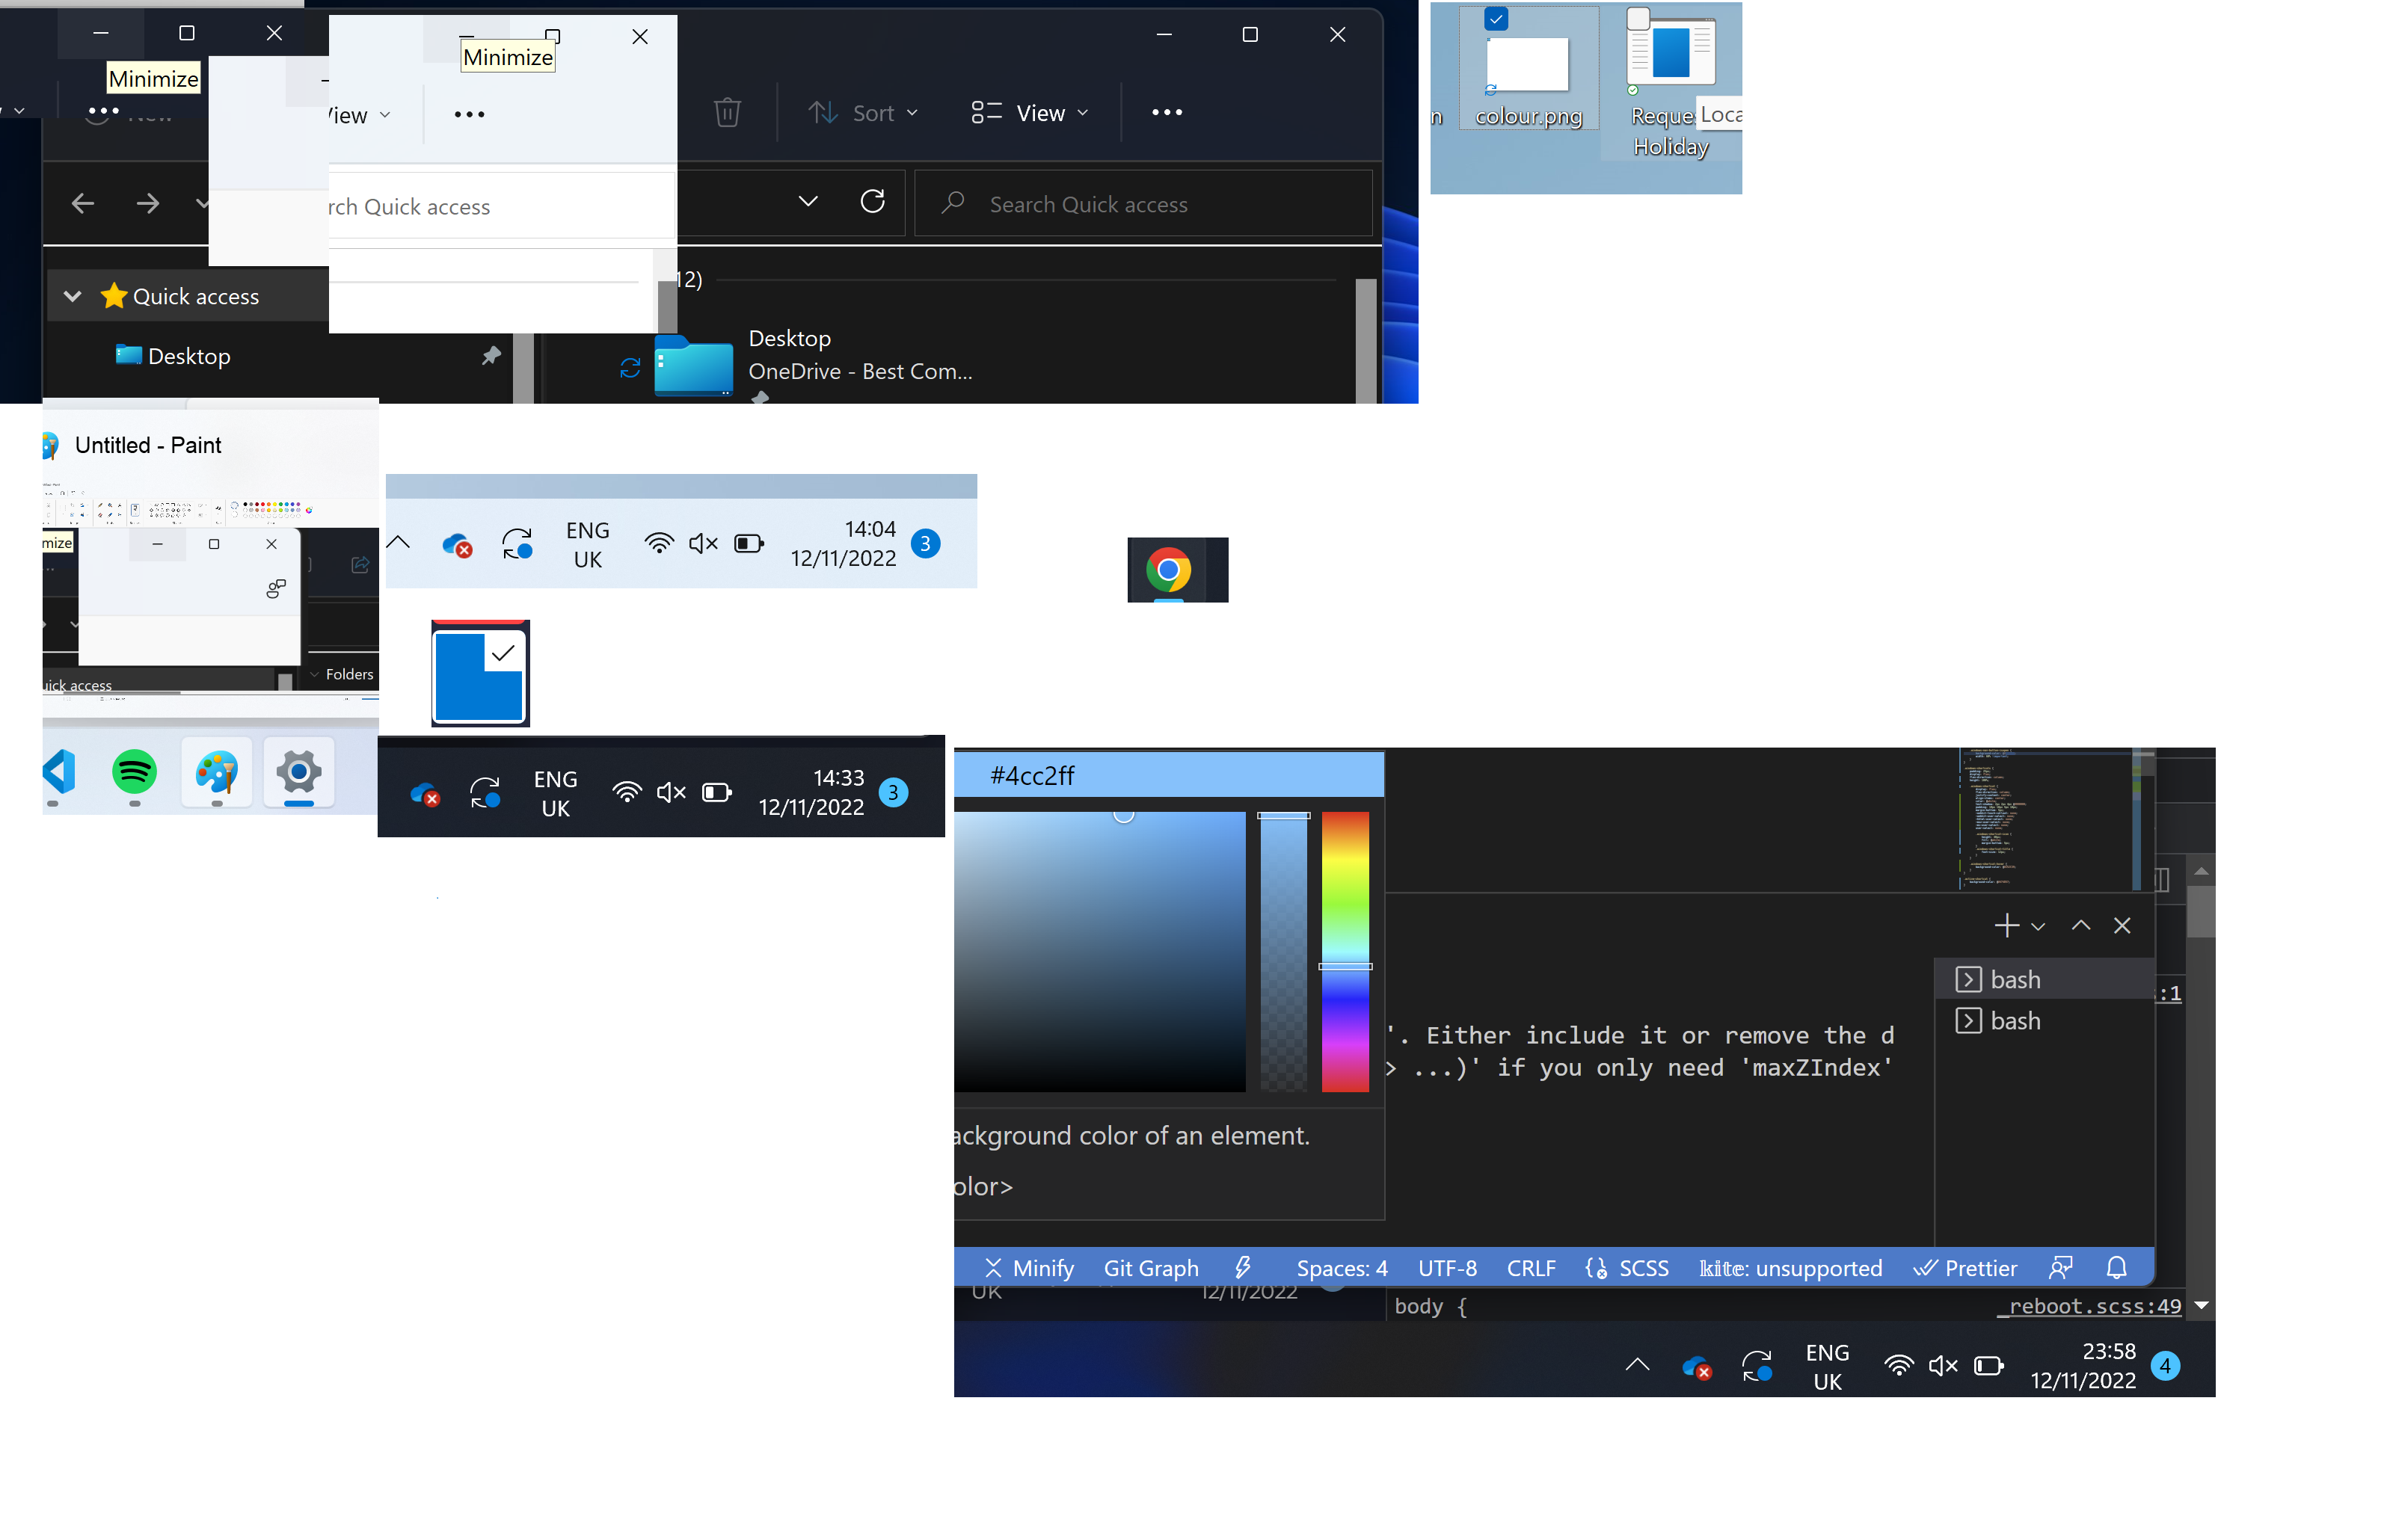 Minimize
Minimize
New
View
Sort
View
rch Quick access
Search Quick access
Quick access
12)
Desktop
Desktop
OneDrive - Best Com...
n
colour.png
Reque
Loca
Holiday
Untitled - Paint
mize
uick access
Folders
ENG
UK
14:04
12/11/2022
3
ENG
UK
14:33
12/11/2022
3
#4cc2ff
bash
bash
:1
'. Either include it or remove the d
> ...)' if you only need 'maxZIndex'
ackground color of an element.
olor>
Minify Git Graph Spaces: 4 UTF-8 CRLF SCSS kite: unsupported Prettier
UK
12/11/2022
body {
_reboot.scss:49
ENG
UK
23:58
12/11/2022
4